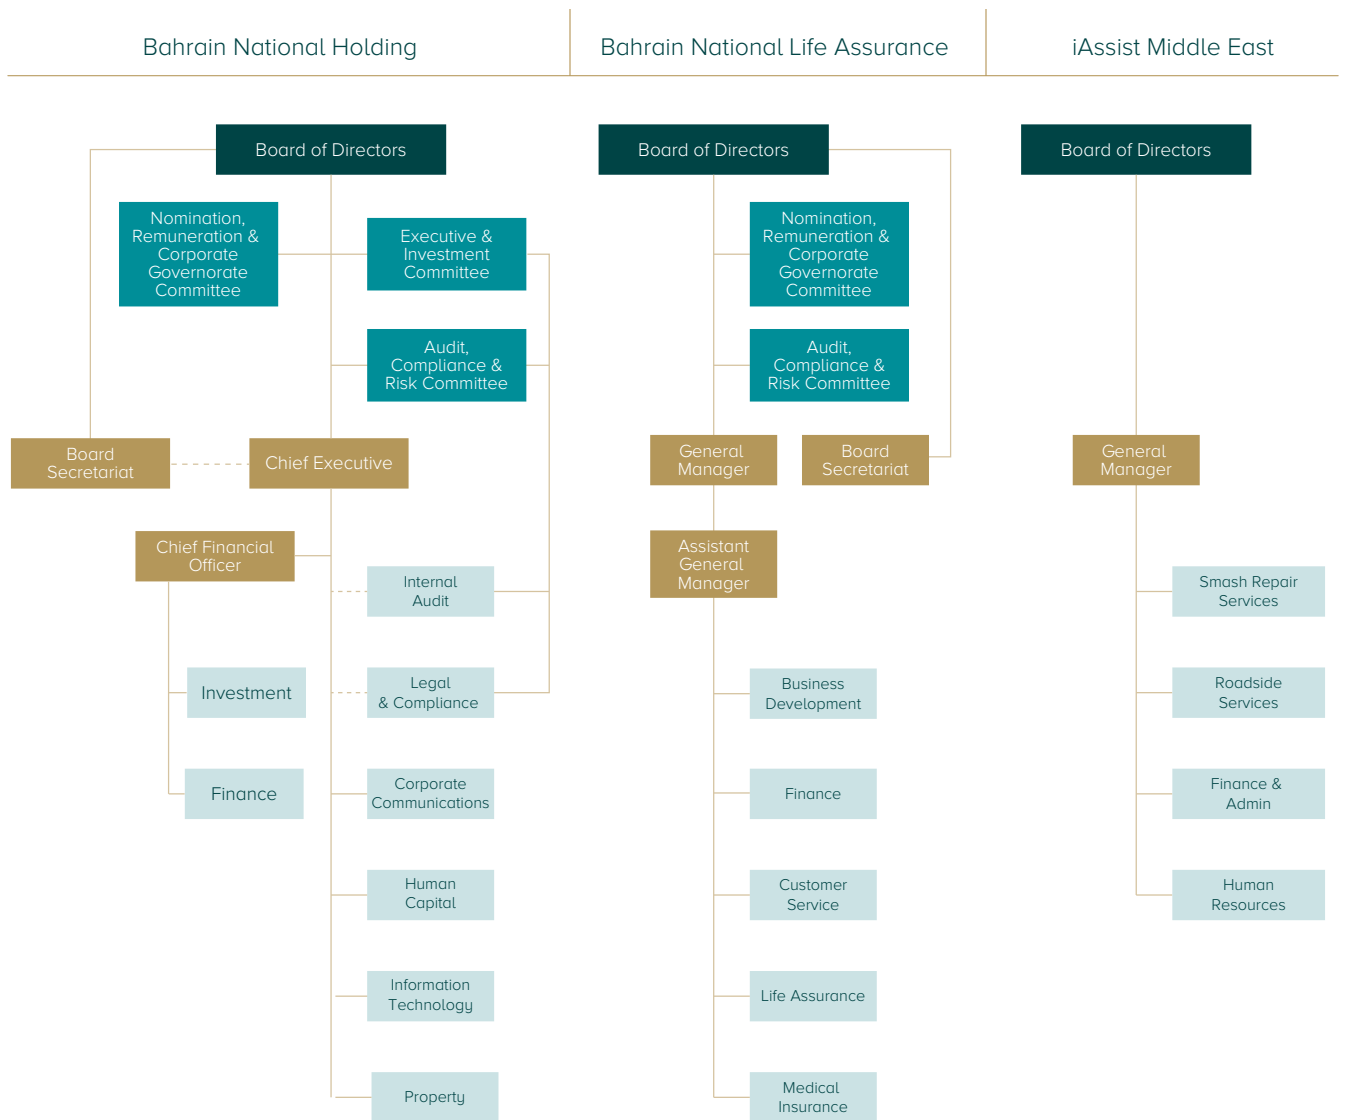 Bahrain National Holding
Board of Directors
Nomination,
Remuneration &
Corporate
Governorate
Committee
Executive &
Investment
Committee
Audit,
Compliance &
Risk Committee
Board
Secretariat
Chief Executive
Chief Financial
Officer
Internal
Audit
Investment
Legal
& Compliance
Finance
Corporate
Communications
Human
Capital
Information
Technology
Property
Bahrain National Life Assurance
Board of Directors
Nomination,
Remuneration &
Corporate
Governorate
Committee
Audit,
Compliance &
Risk Committee
General
Manager
Board
Secretariat
Assistant
General
Manager
Business
Development
Finance
Customer
Service
Life Assurance
Medical
Insurance
iAssist Middle East
Board of Directors
General
Manager
Smash Repair
Services
Roadside
Services
Finance &
Admin
Human
Resources